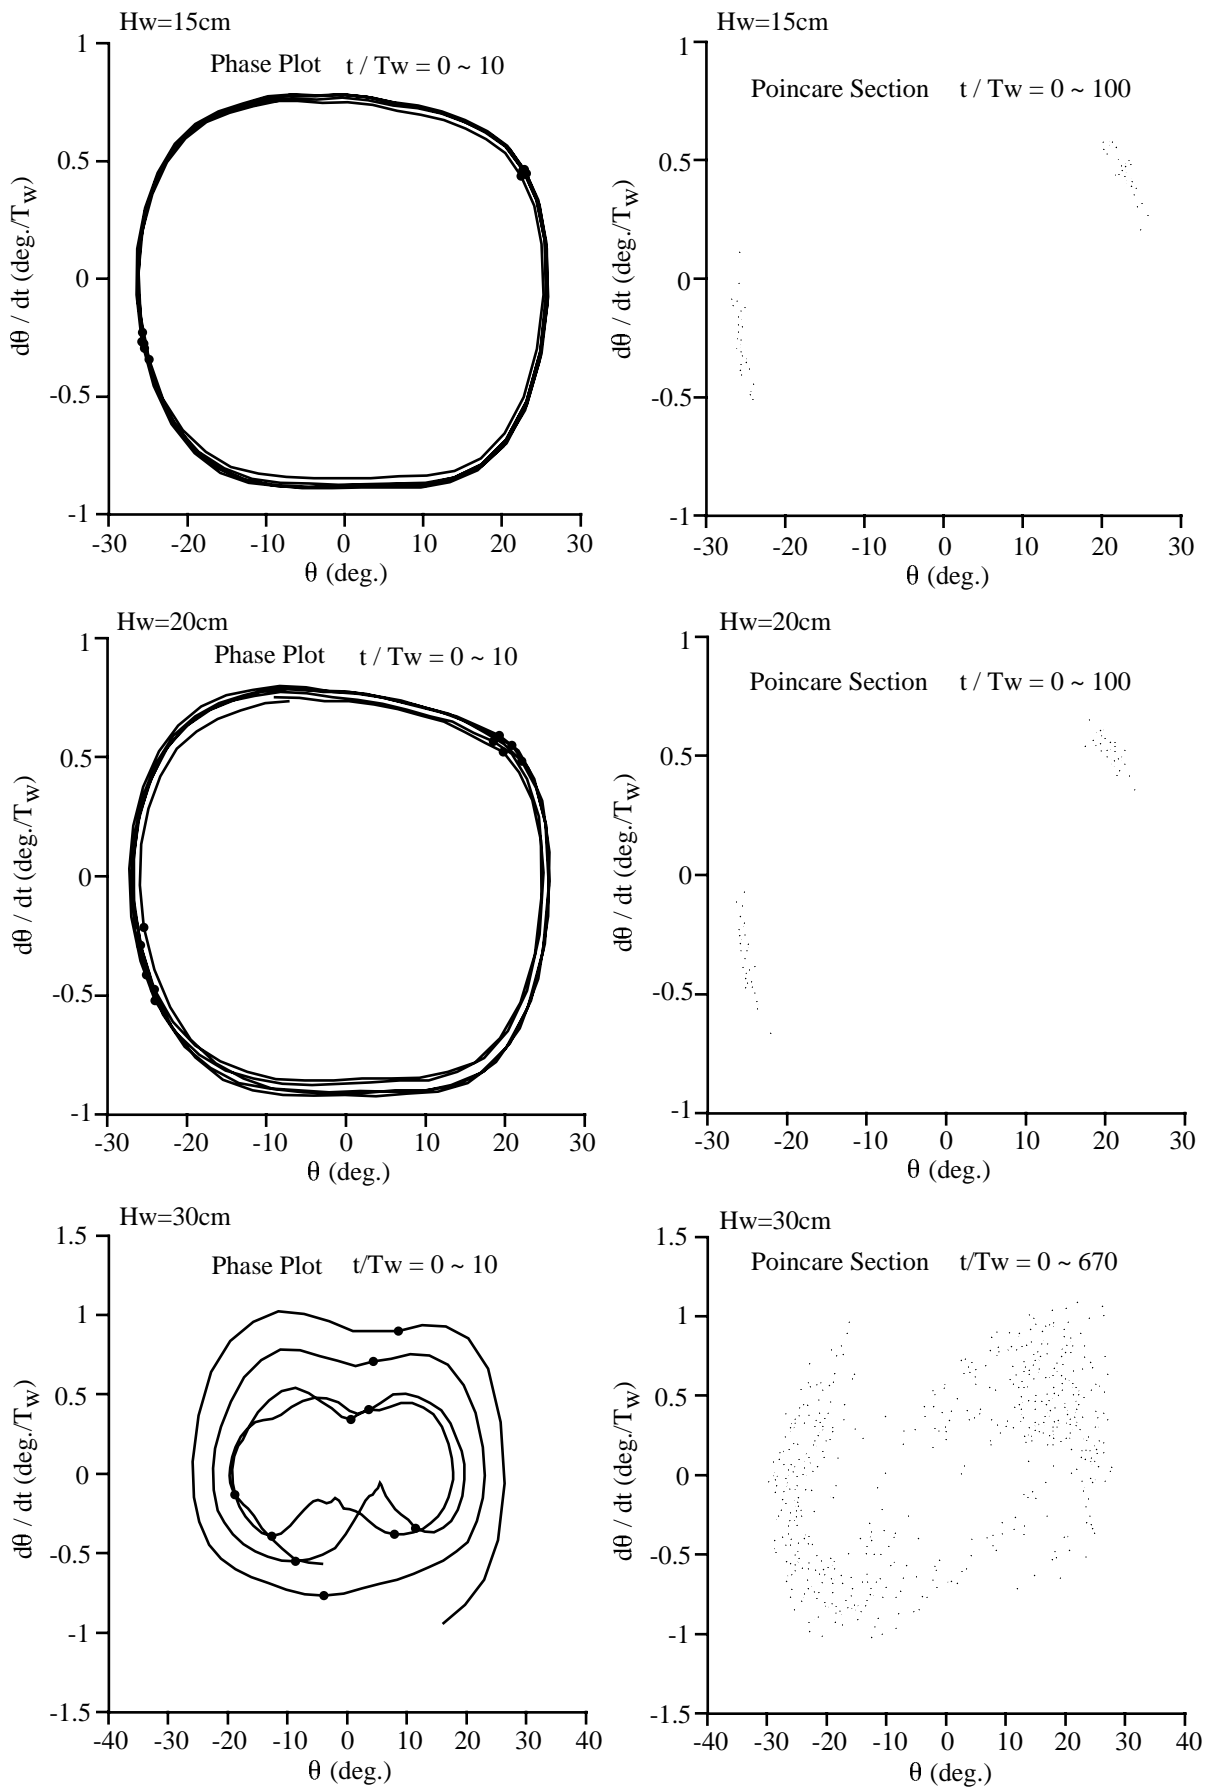 Hw=15cm
Phase Plot t / Tw = 0 ~ 10
1
0.5
0
-0.5
-1
dθ / dt (deg./Tw)
-30 -20 -10 0 10 20 30
θ (deg.)
Hw=15cm
Poincare Section t / Tw = 0 ~ 100
1
0.5
0
-0.5
-1
dθ / dt (deg./Tw)
-30 -20 -10 0 10 20 30
θ (deg.)
Hw=20cm
Phase Plot t / Tw = 0 ~ 10
1
0.5
0
-0.5
-1
dθ / dt (deg./Tw)
-30 -20 -10 0 10 20 30
θ (deg.)
Hw=20cm
Poincare Section t / Tw = 0 ~ 100
1
0.5
0
-0.5
-1
dθ / dt (deg./Tw)
-30 -20 -10 0 10 20 30
θ (deg.)
Hw=30cm
Phase Plot t/Tw = 0 ~ 10
1.5
1
0.5
0
-0.5
-1
-1.5
dθ / dt (deg./Tw)
-40 -30 -20 -10 0 10 20 30 40
θ (deg.)
Hw=30cm
Poincare Section t/Tw = 0 ~ 670
1.5
1
0.5
0
-0.5
-1
-1.5
dθ / dt (deg./Tw)
-40 -30 -20 -10 0 10 20 30 40
θ (deg.)